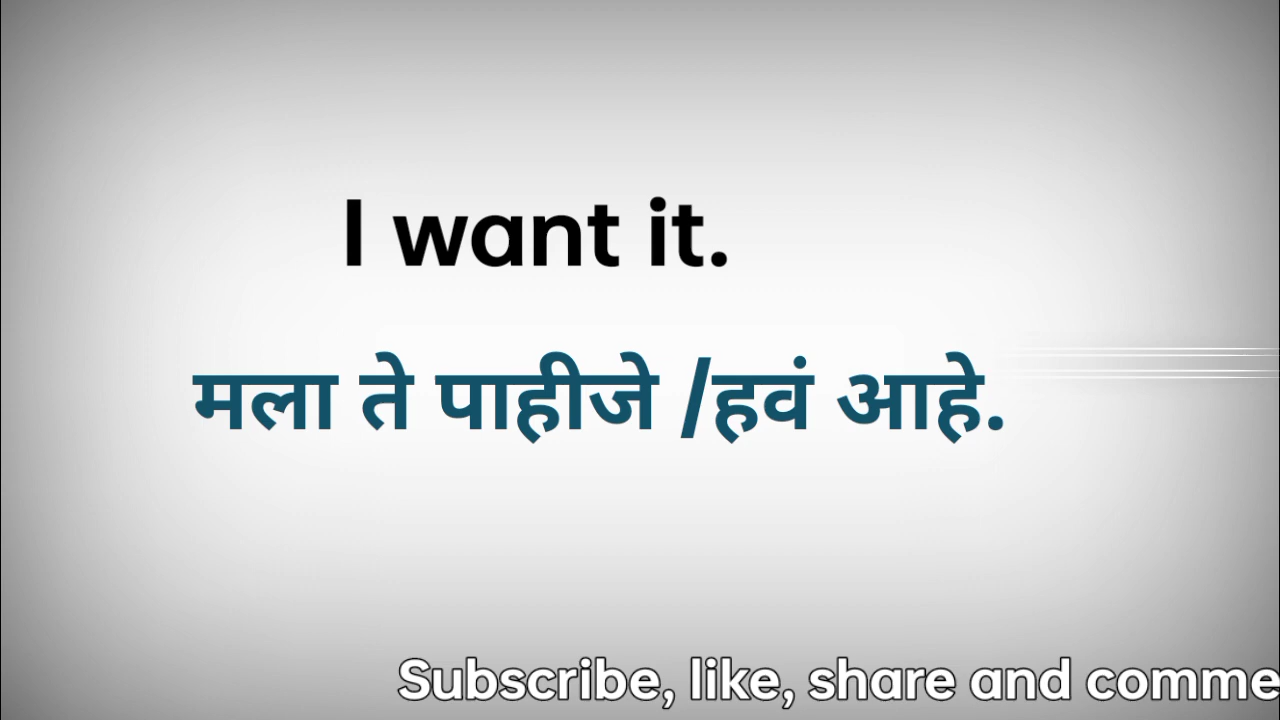 I want it.
मला ते पाहीजे /हवं आहे.
Subscribe, like, share and comme